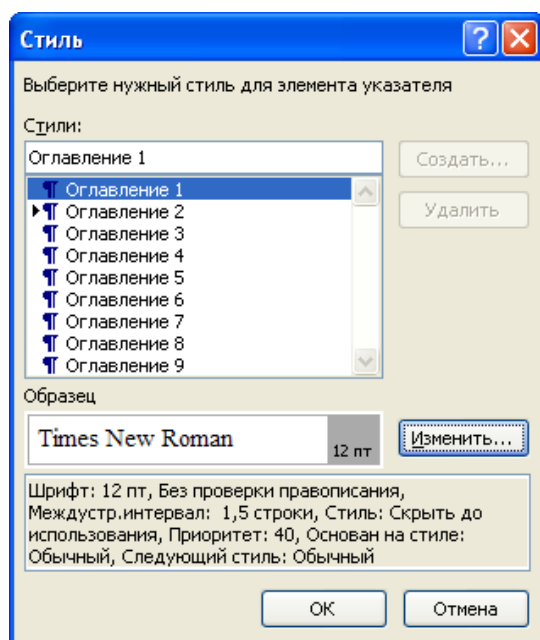 Стиль
Выберите нужный стиль для элемента указателя
Стили:
Оглавление 1
Создать...
¶ Оглавление 1
¶ Оглавление 2
Удалить
¶ Оглавление 3
¶ Оглавление 4
¶ Оглавление 5
¶ Оглавление 6
¶ Оглавление 7
¶ Оглавление 8
¶ Оглавление 9
Образец
Times New Roman
12 пт
Изменить...
Шрифт: 12 пт, Без проверки правописания,
Междустр.интервал: 1,5 строки, Стиль: Скрыть до
использования, Приоритет: 40, Основан на стиле:
Обычный, Следующий стиль: Обычный
ОК
Отмена